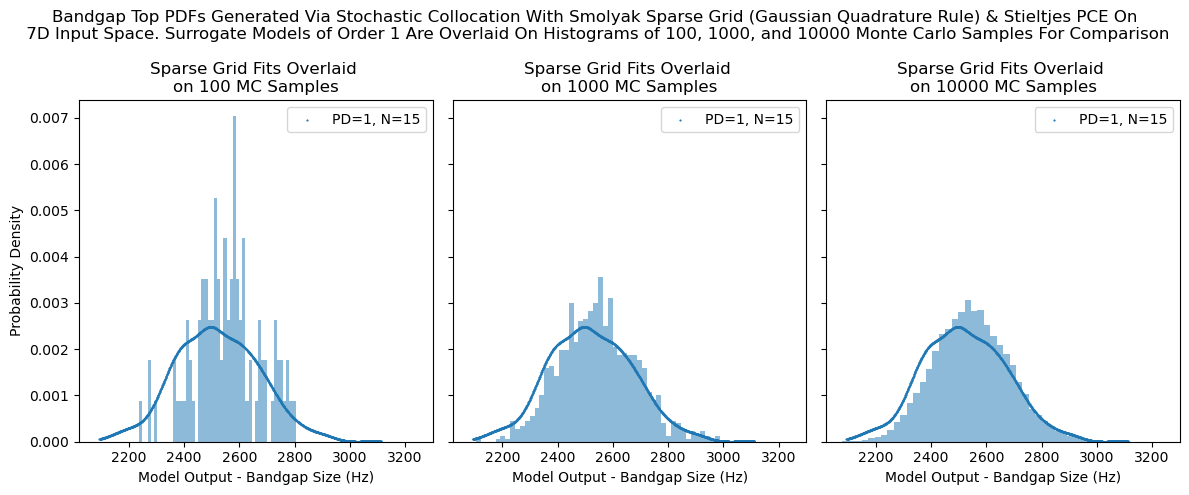 Bandgap Top PDFs Generated Via Stochastic Collocation With Smolyak Sparse Grid (Gaussian Quadrature Rule) & Stieltjes PCE On
7D Input Space. Surrogate Models of Order 1 Are Overlaid On Histograms of 100, 1000, and 10000 Monte Carlo Samples For Comparison
Sparse Grid Fits Overlaid
on 100 MC Samples
Sparse Grid Fits Overlaid
on 1000 MC Samples
Sparse Grid Fits Overlaid
on 10000 MC Samples
PD=1, N=15
PD=1, N=15
PD=1, N=15
Probability Density
0.007
0.006
0.005
0.004
0.003
0.002
0.001
0.000
2200 2400 2600 2800 3000 3200
2200 2400 2600 2800 3000 3200
2200 2400 2600 2800 3000 3200
Model Output - Bandgap Size (Hz)
Model Output - Bandgap Size (Hz)
Model Output - Bandgap Size (Hz)